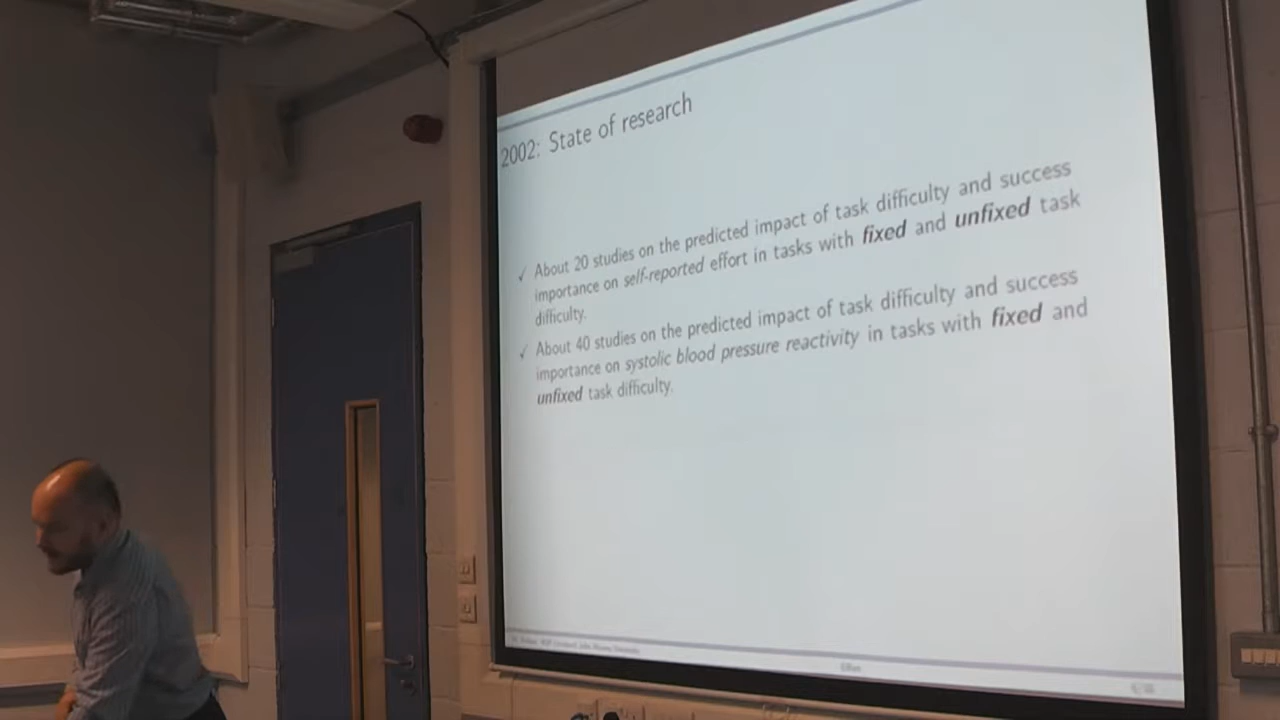 2002: State of research
✓ About 20 studies on the predicted impact of task difficulty and success
importance on self-reported effort in tasks with fixed and unfixed task
difficulty.
✓ About 40 studies on the predicted impact of task difficulty and success
importance on systolic blood pressure reactivity in tasks with fixed and
unfixed task difficulty.